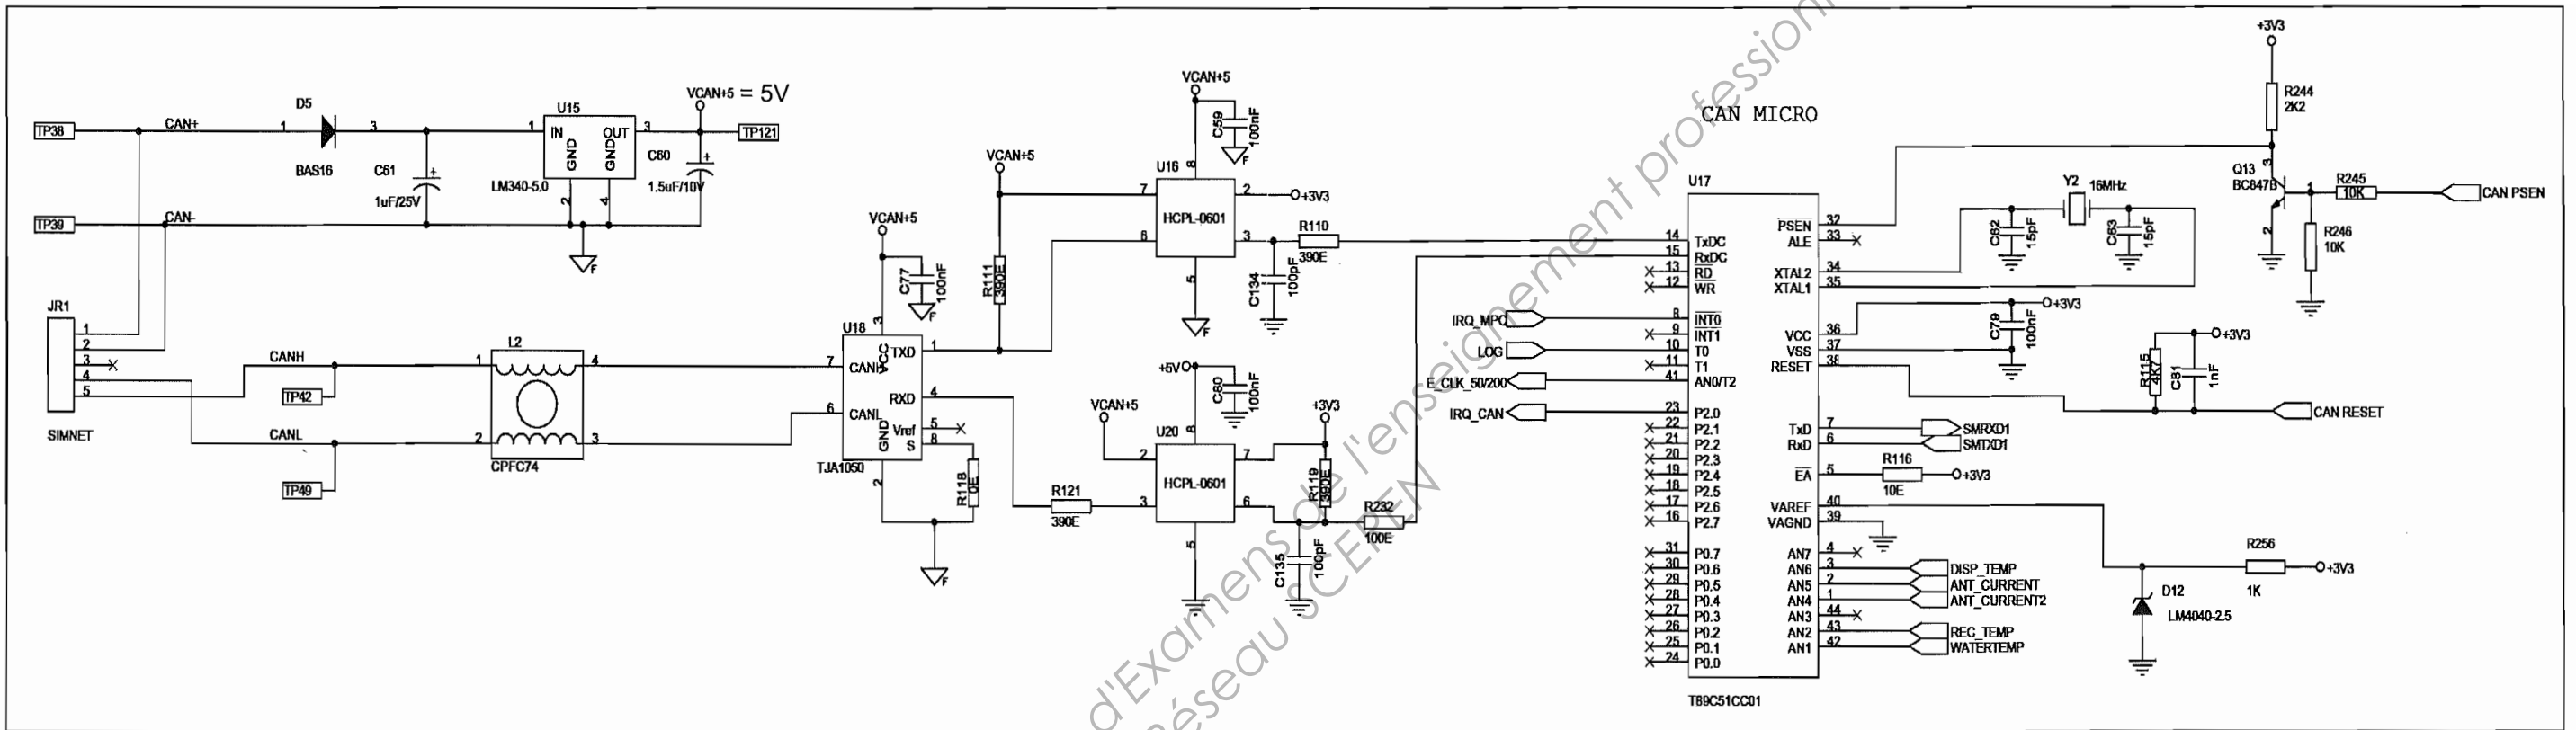 TP38
CAN+
1
D5
3
BAS16
C61
1uF/25V
1
U15
IN
OUT
GND
GND
2
4
3
LM340-5.0
VCAN+5 = 5V
C60
1.5uF/10V
TP121
TP39
CAN-
F
JR1
1
2
3
4
5
SIMNET
CANH
TP42
CANL
TP49
1
L2
4
2
3
CPFC74
VCAN+5
C77
100nF
F
3
U18
7
CANH
VCC
TXD
1
RXD
4
6
CANL
Vref
5
GND
S
8
TJA1050
2
R118
0E
F
VCAN+5
R111
390E
VCAN+5
C59
100nF
F
8
U16
7
2
+3V3
HCPL-0601
6
3
5
F
R110
390E
C134
100pF
+5V
C80
100nF
VCAN+5
8
U20
2
7
HCPL-0601
3
6
5
R121
390E
+3V3
R119
390E
C135
100pF
R232
100E
CAN MICRO
U17
14 TxDC
15 RxDC
13 RD
12 WR
IRQ_MPC
8 INT0
9 INT1
LOG
10 T0
11 T1
E_CLK_50/200
41 AN0/T2
IRQ_CAN
23 P2.0
22 P2.1
21 P2.2
20 P2.3
19 P2.4
18 P2.5
17 P2.6
16 P2.7
31 P0.7
30 P0.6
29 P0.5
28 P0.4
27 P0.3
26 P0.2
25 P0.1
24 P0.0
PSEN 32
ALE 33
XTAL2 34
XTAL1 35
VCC 36
VSS 37
RESET 38
TxD 7
SMRXD1
RxD 6
SMTXD1
EA 5
R116
10E
+3V3
VAREF 40
VAGND 39
AN7 4
AN6 3
DISP_TEMP
AN5 2
ANT_CURRENT
AN4 1
ANT_CURRENT2
AN3 44
AN2 43
REC_TEMP
AN1 42
WATERTEMP
T89C51CC01
Y2
16MHz
C62
15pF
C63
15pF
+3V3
C79
100nF
R115
4K7
C81
1nF
+3V3
CAN RESET
+3V3
R244
2K2
3
Q13
BC847B
1
2
R245
10K
CAN PSEN
R246
10K
R256
1K
+3V3
D12
LM4040-2.5
d'Examens de l'enseignement profession
Réseau SCEREN